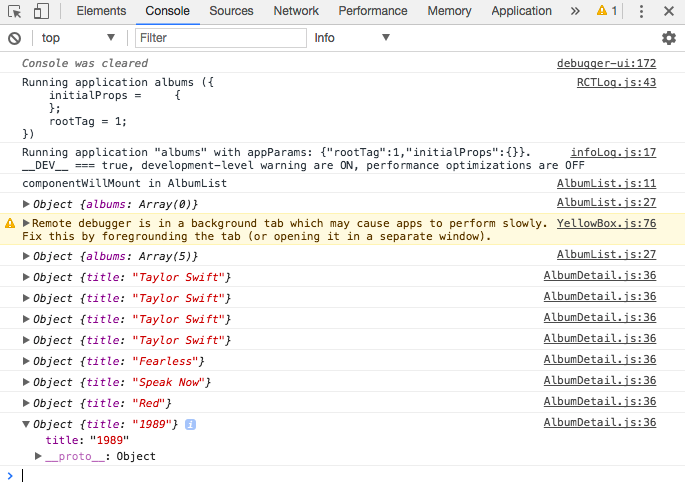 Elements Console Sources Network Performance Memory Application » 1
top Filter Info
Console was cleared debugger-ui:172
Running application albums ({ RCTLog.js:43
initialProps = {
};
rootTag = 1;
})
Running application "albums" with appParams: {"rootTag":1,"initialProps":{}}. infoLog.js:17
__DEV__ === true, development-level warning are ON, performance optimizations are OFF
componentWillMount in AlbumList AlbumList.js:11
Object {albums: Array(0)} AlbumList.js:27
Remote debugger is in a background tab which may cause apps to perform slowly. YellowBox.js:76
Fix this by foregrounding the tab (or opening it in a separate window).
Object {albums: Array(5)} AlbumList.js:27
Object {title: "Taylor Swift"} AlbumDetail.js:36
Object {title: "Taylor Swift"} AlbumDetail.js:36
Object {title: "Taylor Swift"} AlbumDetail.js:36
Object {title: "Taylor Swift"} AlbumDetail.js:36
Object {title: "Fearless"} AlbumDetail.js:36
Object {title: "Speak Now"} AlbumDetail.js:36
Object {title: "Red"} AlbumDetail.js:36
Object {title: "1989"} i AlbumDetail.js:36
title: "1989"
__proto__: Object